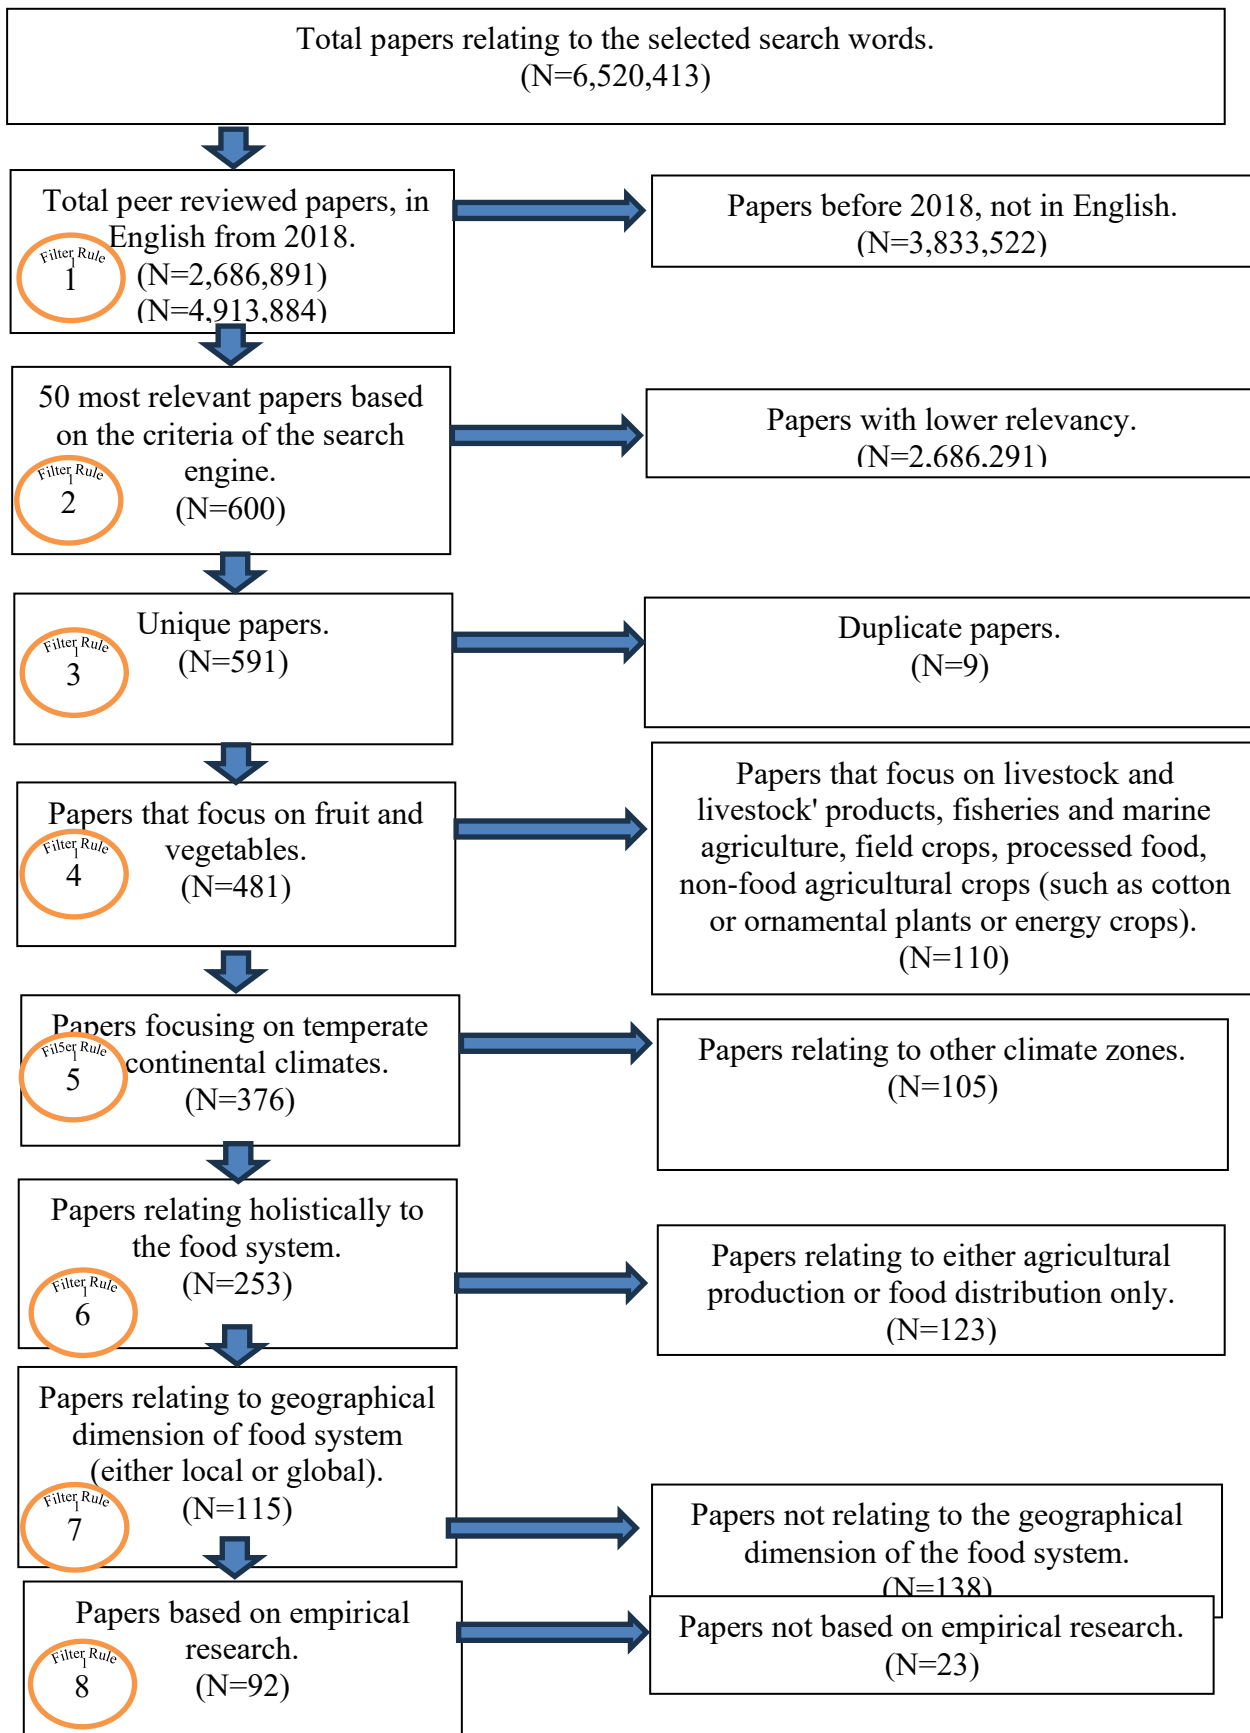 Total papers relating to the selected search words.
(N=6,520,413)
Total peer reviewed papers, in
English from 2018.
(N=2,686,891)
(N=4,913,884)
Filter Rule
1
1
Papers before 2018, not in English.
(N=3,833,522)
50 most relevant papers based
on the criteria of the search
engine.
(N=600)
Filter Rule
1
2
Papers with lower relevancy.
(N=2,686,291)
Unique papers.
(N=591)
Filter Rule
1
3
Duplicate papers.
(N=9)
Papers that focus on fruit and
vegetables.
(N=481)
Filter Rule
1
4
Papers that focus on livestock and
livestock' products, fisheries and marine
agriculture, field crops, processed food,
non-food agricultural crops (such as cotton
or ornamental plants or energy crops).
(N=110)
Papers focusing on temperate
continental climates.
(N=376)
Fil5er Rule
1
5
Papers relating to other climate zones.
(N=105)
Papers relating holistically to
the food system.
(N=253)
Filter Rule
1
6
Papers relating to either agricultural
production or food distribution only.
(N=123)
Papers relating to geographical
dimension of food system
(either local or global).
(N=115)
Filter Rule
1
7
Papers not relating to the geographical
dimension of the food system.
(N=138)
Papers based on empirical
research.
(N=92)
Filter Rule
1
8
Papers not based on empirical research.
(N=23)